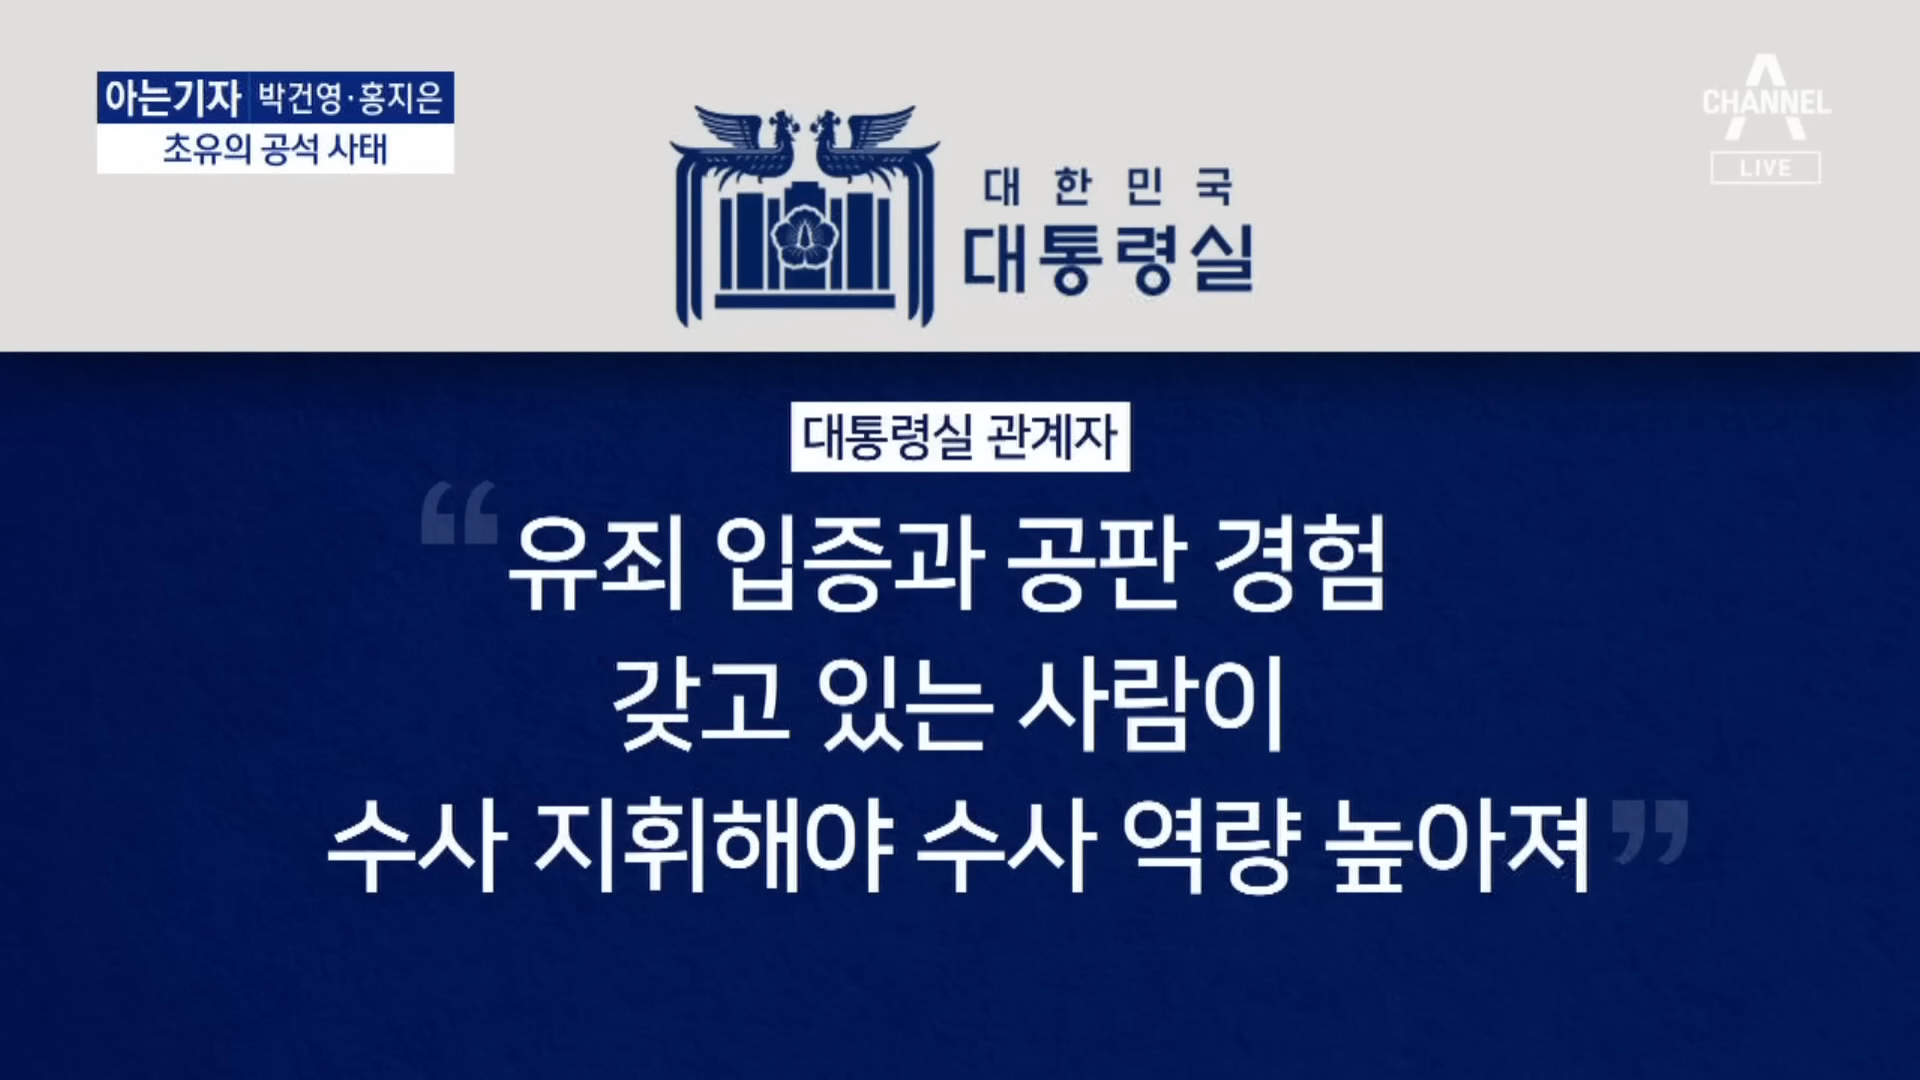 아는기자 박건영·홍지은
초유의 공석 사태
CHANNEL A
LIVE
대한민국
대통령실
대통령실 관계자
“유죄 입증과 공판 경험
갖고 있는 사람이
수사 지휘해야 수사 역량 높아져”